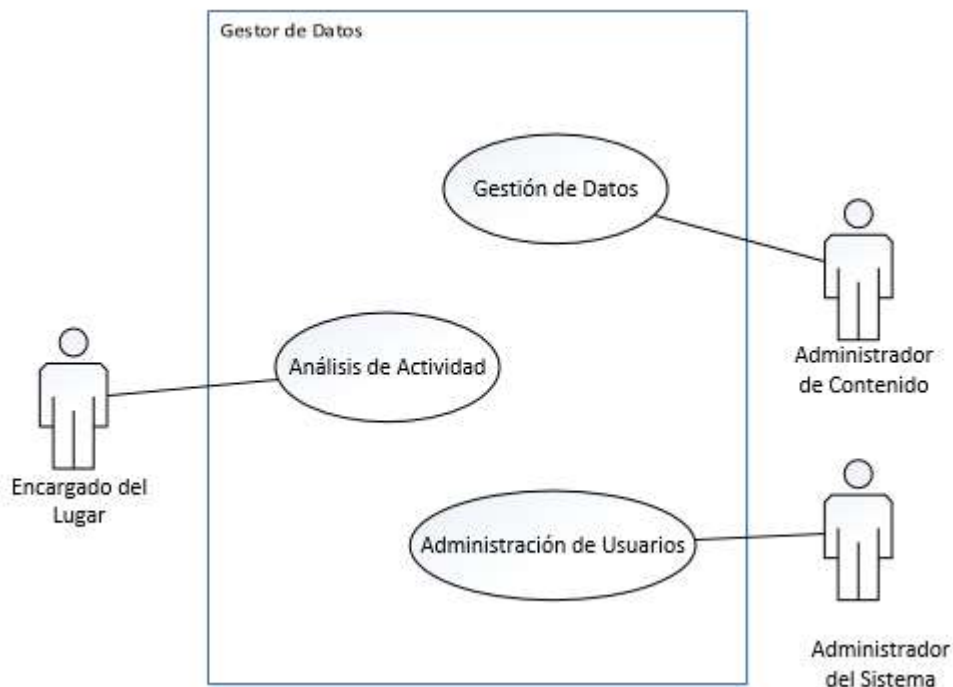 Gestor de Datos
Gestión de Datos
Administrador
de Contenido
Análisis de Actividad
Encargado del
Lugar
Administración de Usuarios
Administrador
del Sistema